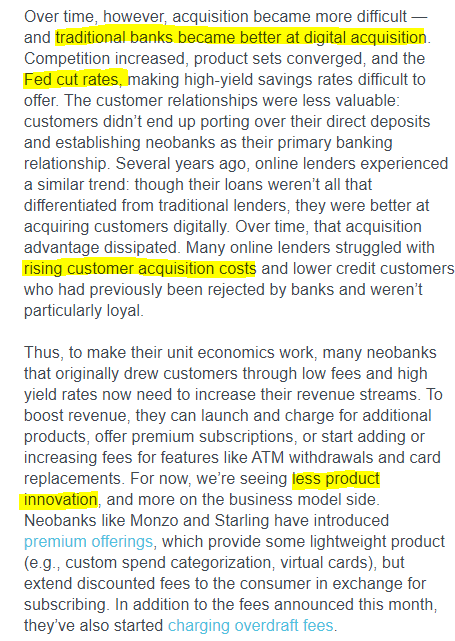 Over time, however, acquisition became more difficult —
and traditional banks became better at digital acquisition.
Competition increased, product sets converged, and the
Fed cut rates, making high-yield savings rates difficult to
offer. The customer relationships were less valuable:
customers didn't end up porting over their direct deposits
and establishing neobanks as their primary banking
relationship. Several years ago, online lenders experienced
a similar trend: though their loans weren't all that
differentiated from traditional lenders, they were better at
acquiring customers digitally. Over time, that acquisition
advantage dissipated. Many online lenders struggled with
rising customer acquisition costs and lower credit customers
who had previously been rejected by banks and weren't
particularly loyal.
Thus, to make their unit economics work, many neobanks
that originally drew customers through low fees and high
yield rates now need to increase their revenue streams. To
boost revenue, they can launch and charge for additional
products, offer premium subscriptions, or start adding or
increasing fees for features like ATM withdrawals and card
replacements. For now, we're seeing less product
innovation, and more on the business model side.
Neobanks like Monzo and Starling have introduced
premium offerings, which provide some lightweight product
(e.g., custom spend categorization, virtual cards), but
extend discounted fees to the consumer in exchange for
subscribing. In addition to the fees announced this month,
they've also started charging overdraft fees.